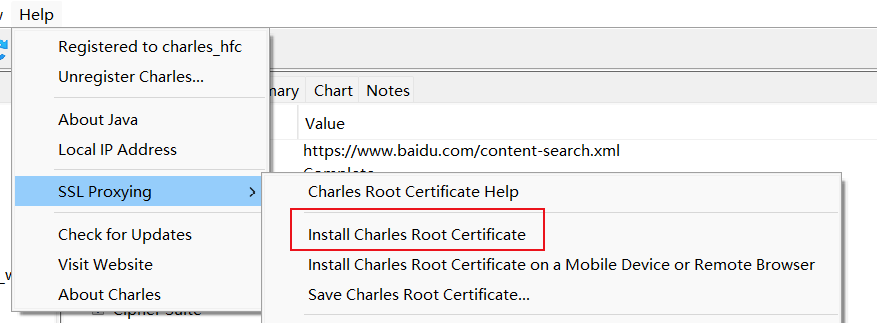 Help
Registered to charles_hfc
Unregister Charles...
mary Chart Notes
About Java
Value
Local IP Address
https://www.baidu.com/content-search.xml
SSL Proxying
Charles Root Certificate Help
Check for Updates
Install Charles Root Certificate
Visit Website
Install Charles Root Certificate on a Mobile Device or Remote Browser
About Charles
Save Charles Root Certificate...